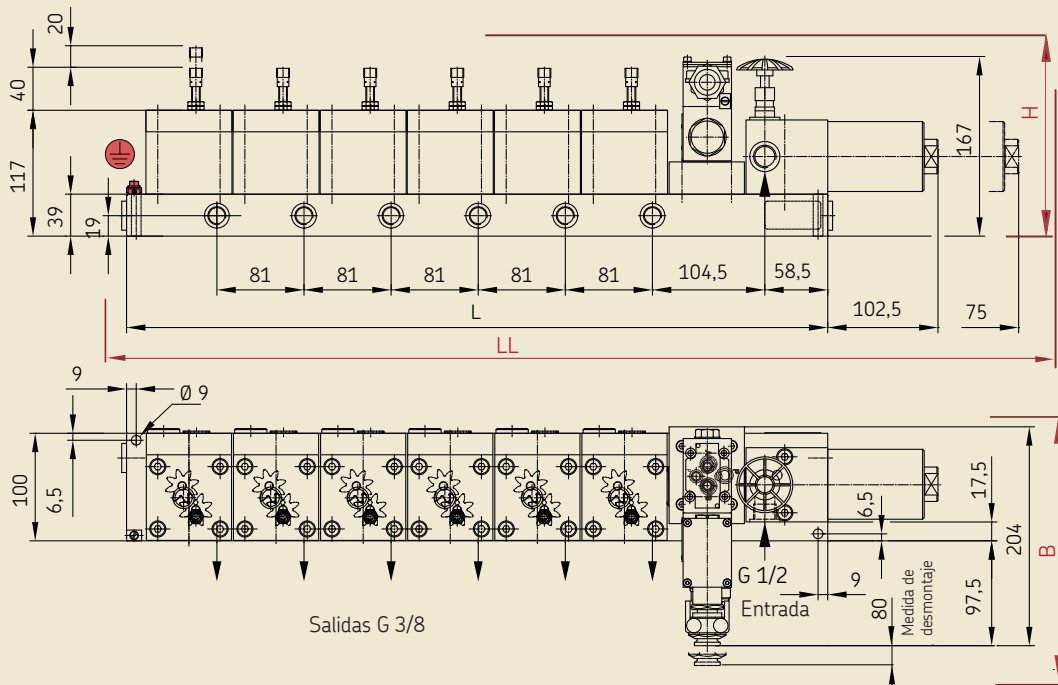 20
40
117
39
19
H
167
81
81
81
81
81
104,5
58,5
L
102,5
75
LL
9
Ø 9
100
6,5
6,5
17,5
204
B
G 1/2
Entrada
9
80
Medida de
desmontaje
97,5
Salidas G 3/8